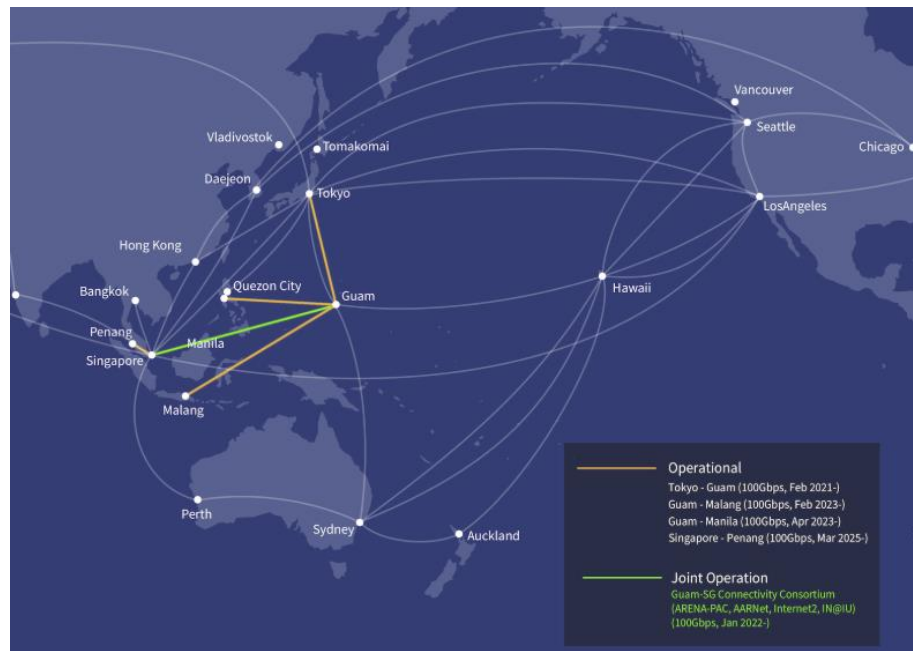 Vancouver
Seattle
Chicago
Vladivostok
Tomakomai
Daejeon
Tokyo
LosAngeles
Hong Kong
Quezon City
Bangkok
Guam
Hawaii
Penang
Manila
Singapore
Malang
Perth
Sydney
Auckland
Operational
Tokyo - Guam (100Gbps, Feb 2021-)
Guam - Malang (100Gbps, Feb 2023-)
Guam - Manila (100Gbps, Apr 2023-)
Singapore - Penang (100Gbps, Mar 2025-)
Joint Operation
Guam-SG Connectivity Consortium
(ARENA-PAC, AARNet, Internet2, IN@IU)
(100Gbps, Jan 2022-)